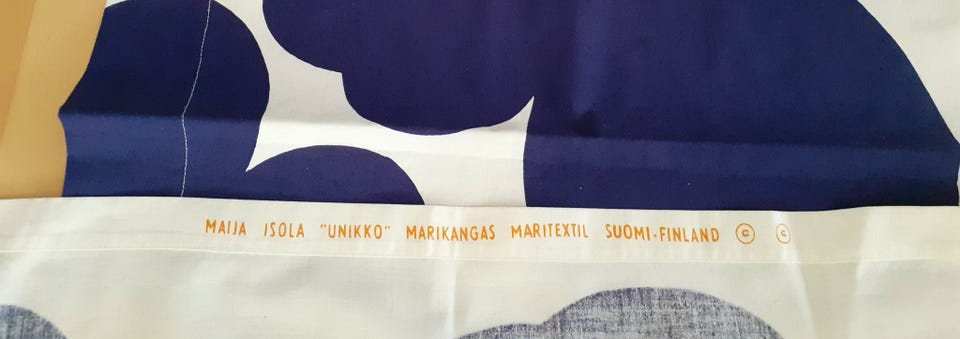 MAIJA ISOLA "UNIKKO" MARIKANGAS MARITEXTIL SUOMI-FINLAND © ©